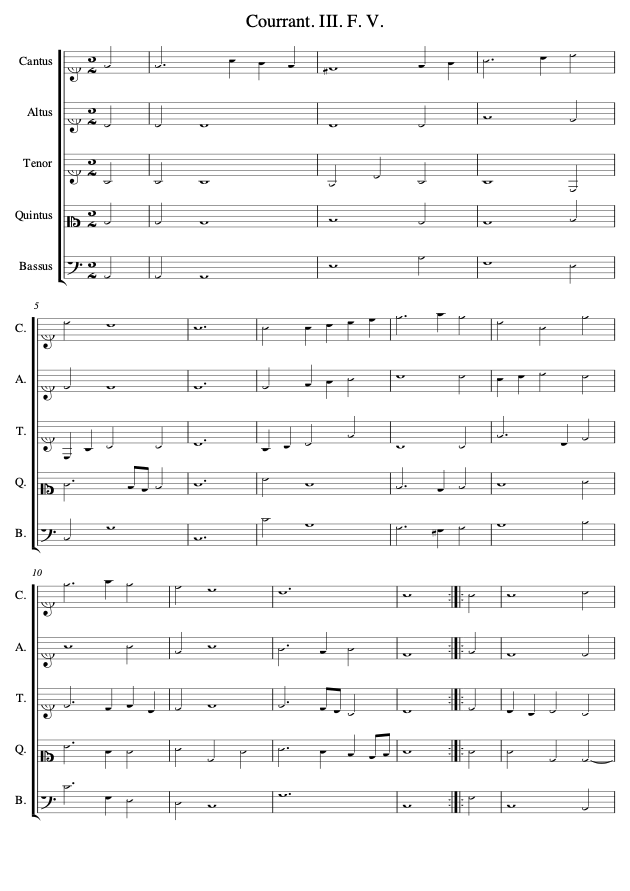 Courrant. III. F. V.
Cantus
Altus
Tenor
Quintus
Bassus
5
C.
A.
T.
Q.
B.
10
C.
A.
T.
Q.
B.